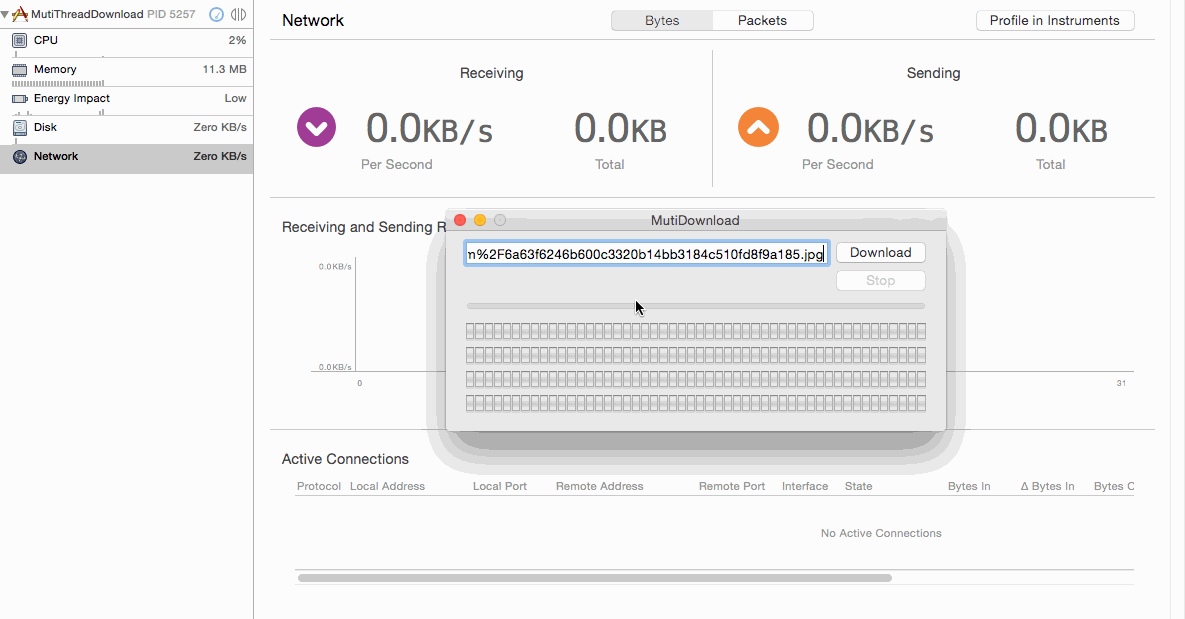 MutiThreadDownload PID 5257
CPU 2%
Memory 11.3 MB
Energy Impact Low
Disk Zero KB/s
Network Zero KB/s
Network Bytes Packets Profile in Instruments
Receiving Sending
0.0KB/s 0.0KB 0.0KB/s 0.0KB
Per Second Total Per Second Total
Receiving and Sending R
0.0KB/s
0.0KB/s
0 31
MutiDownload
m%2F6a63f6246b600c3320b14bb3184c510fd8f9a185.jpg Download
Stop
Active Connections
Protocol Local Address Local Port Remote Address Remote Port Interface State Bytes In Δ Bytes In Bytes O
No Active Connections